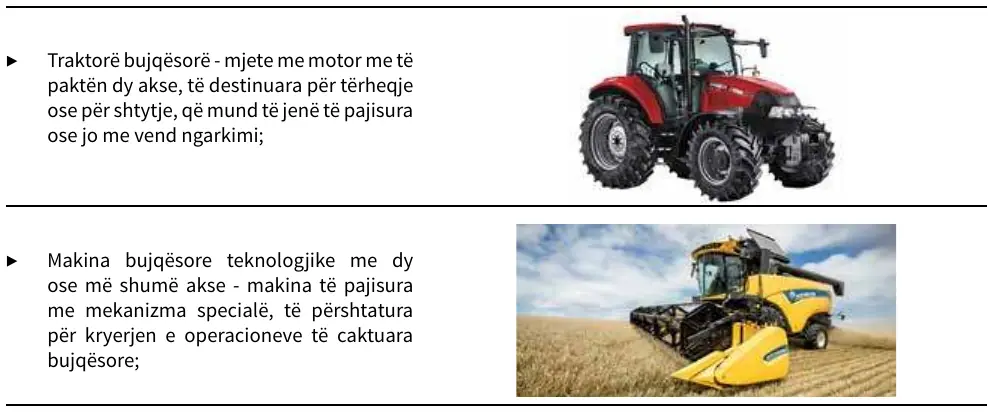 ▶ Traktorë bujqësorë - mjete me motor me të
paktën dy akse, të destinuara për tërheqje
ose për shtytje, që mund të jenë të pajisura
ose jo me vend ngarkimi;
▶ Makina bujqësore teknologjike me dy
ose më shumë akse - makina të pajisura
me mekanizma specialë, të përshtatura
për kryerjen e operacioneve të caktuara
bujqësore;